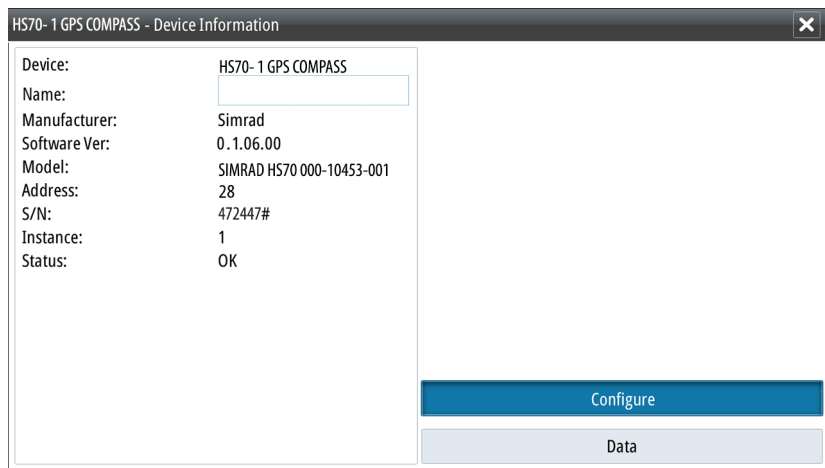 HS70- 1 GPS COMPASS - Device Information
Device: HS70- 1 GPS COMPASS
Name:
Manufacturer: Simrad
Software Ver: 0.1.06.00
Model: SIMRAD HS70 000-10453-001
Address: 28
S/N: 472447#
Instance: 1
Status: OK
Configure
Data